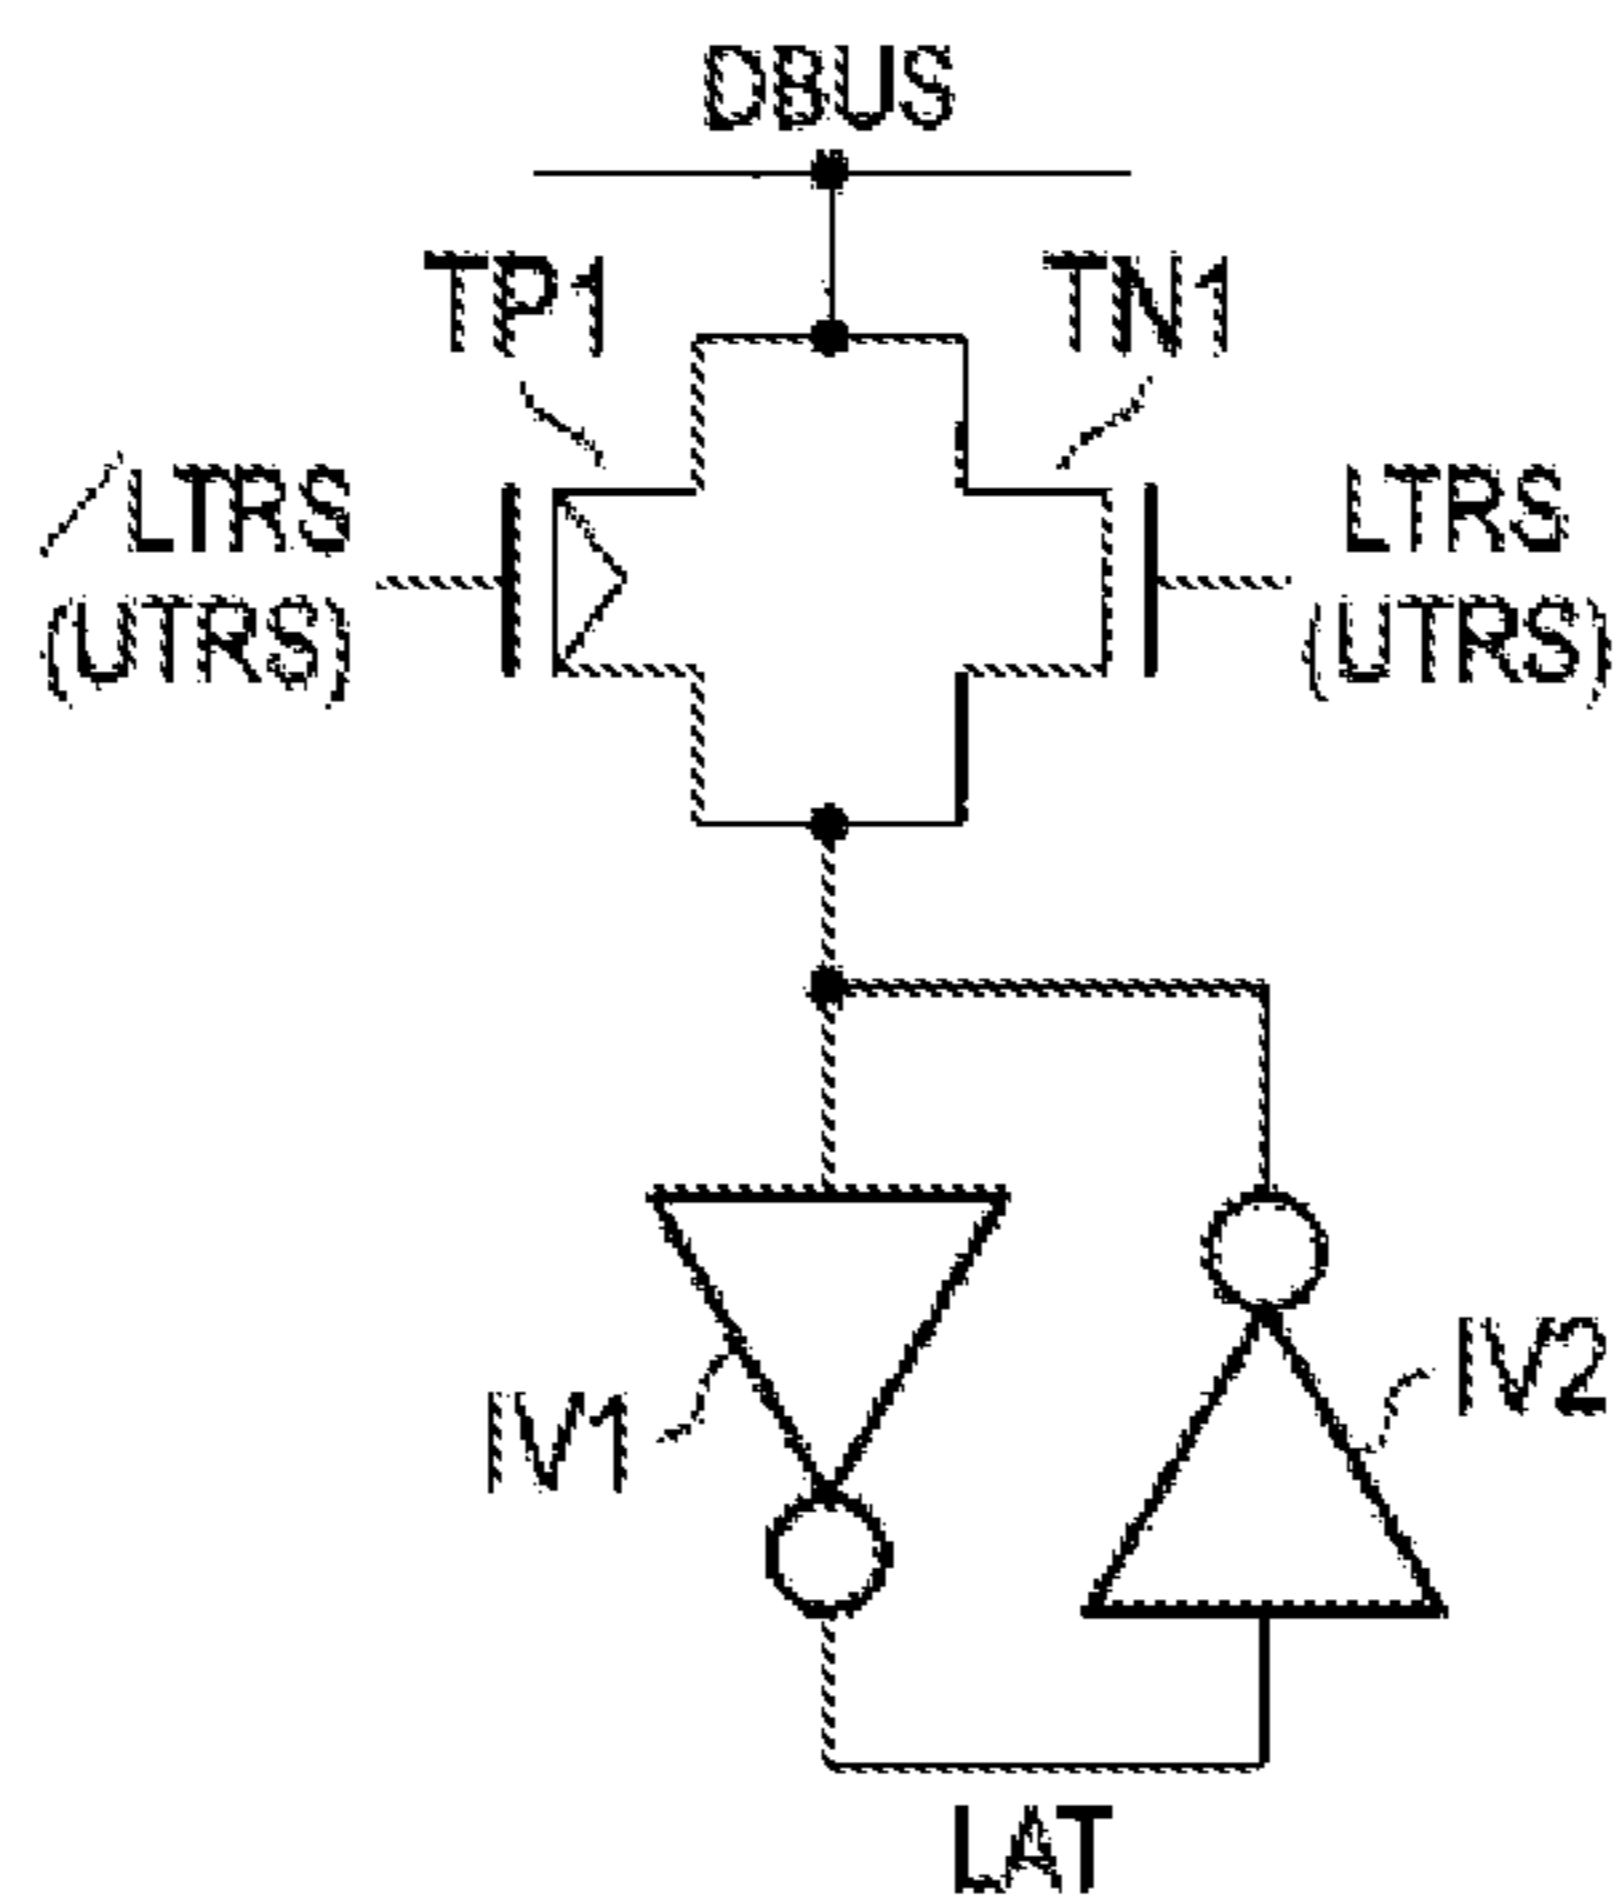 DBUS
TP1
TN1
/LTRS
(UTRS)
LTRS
(UTRS)
IV1
IV2
LAT